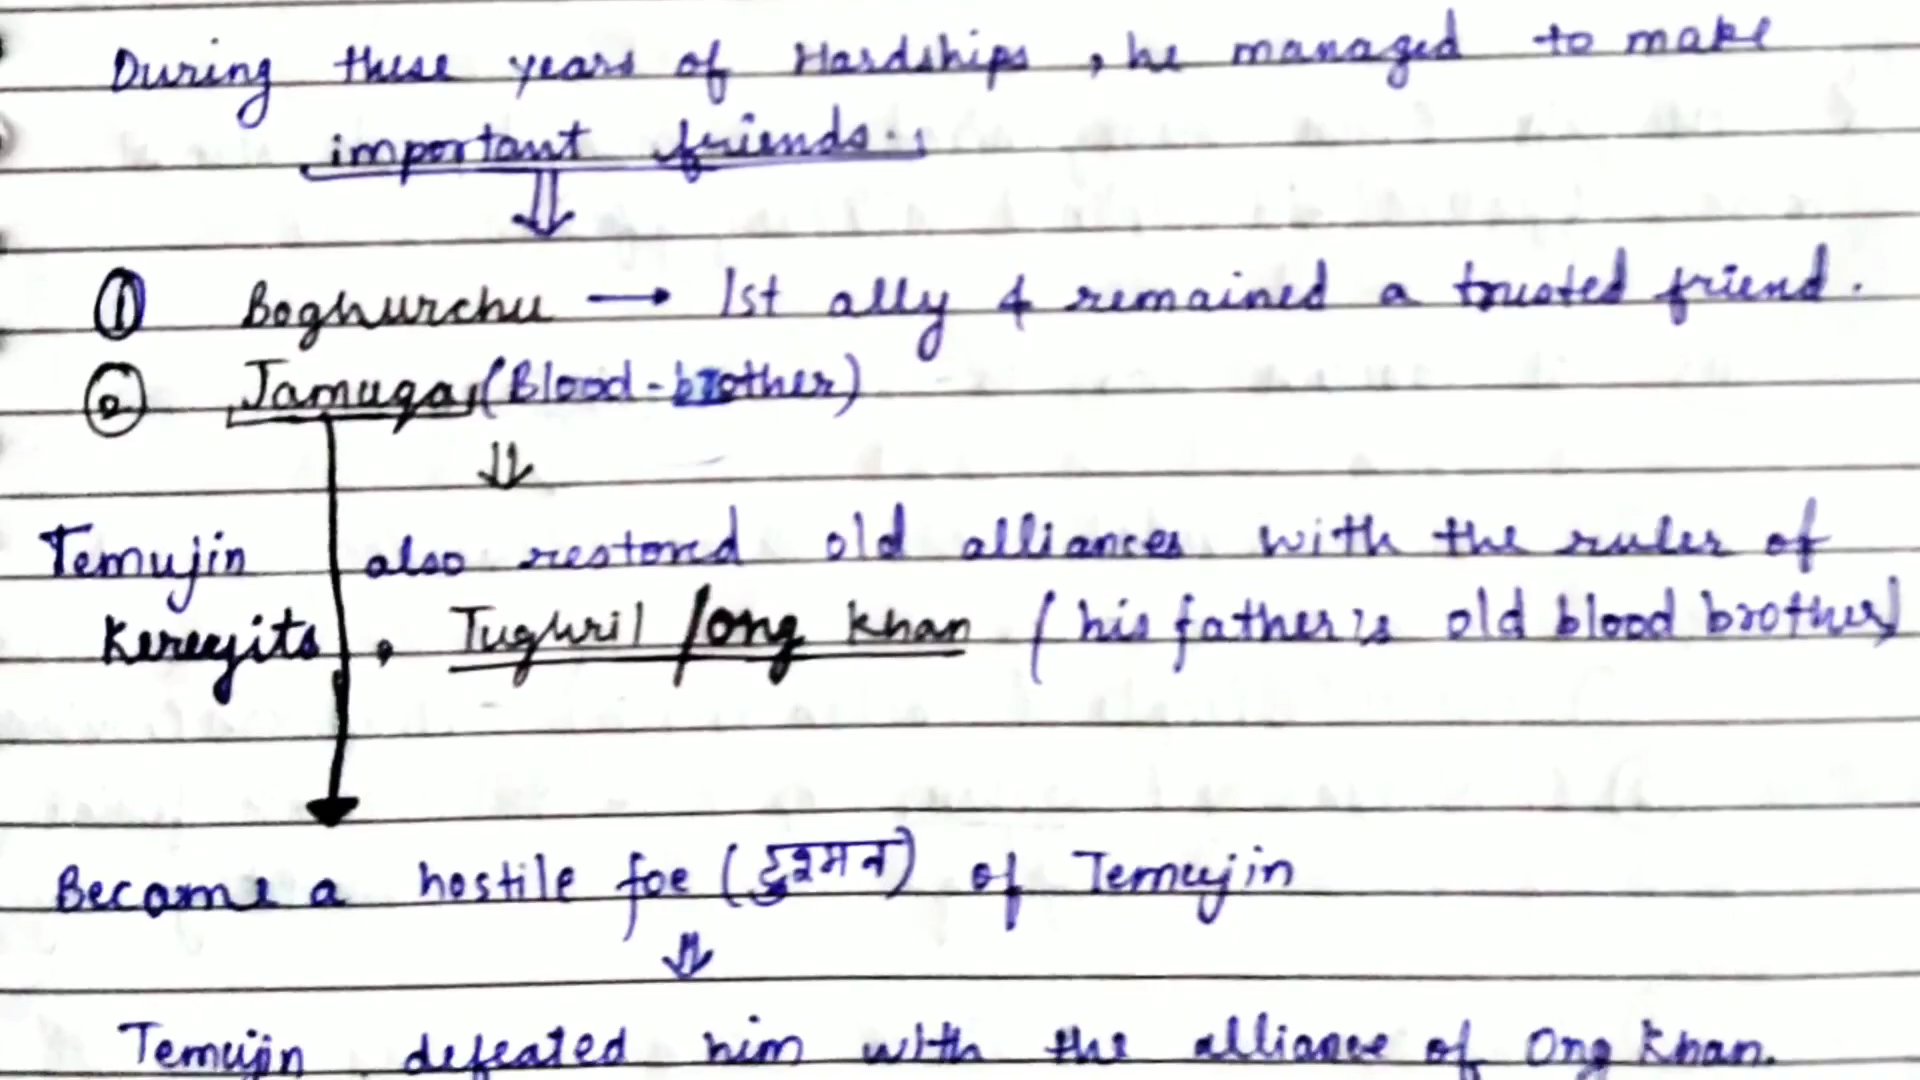 During these years of Hardships, he managed to make
important friends:
① Boghurchu → 1st ally & remained a trusted friend.
② Jamuqa, (Blood-brother)
⇓
Temujin also restored old alliances with the ruler of
Kereyits, Tughril / Ong Khan (his father's old blood brother)
Became a hostile foe (दुश्मन) of Temujin
⇓
Temujin defeated him with the alliance of Ong Khan.